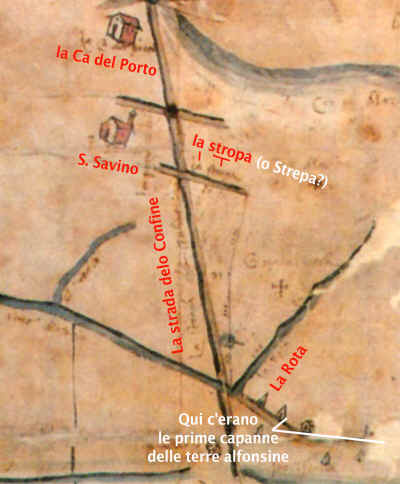 la Cà del Porto
la stropa (o Strepa?)
S. Savino
La strada delo Confine
La Rota
Qui c'erano
le prime capanne
delle terre alfonsine